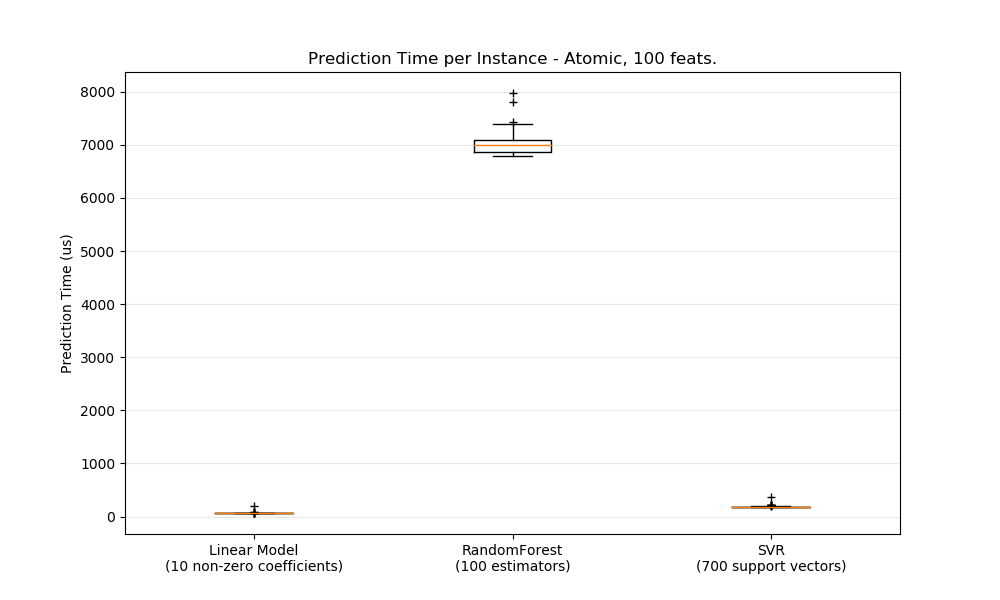 Prediction Time per Instance - Atomic, 100 feats.
8000
7000
6000
5000
4000
3000
2000
1000
0
Prediction Time (us)
Linear Model
(10 non-zero coefficients)
RandomForest
(100 estimators)
SVR
(700 support vectors)